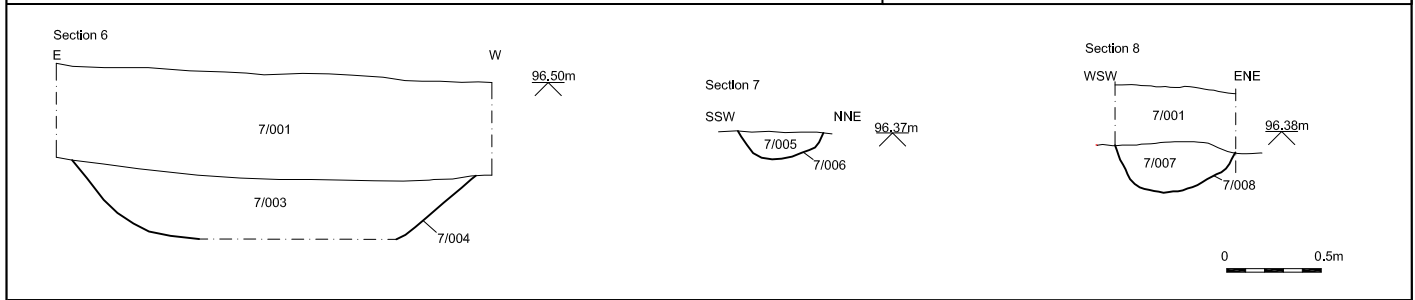 Section 6
E
W
96.50m
7/001
7/003
7/004
Section 7
SSW
NNE
96.37m
7/005
7/006
Section 8
WSW
ENE
7/001
96.38m
7/007
7/008
0
0.5m